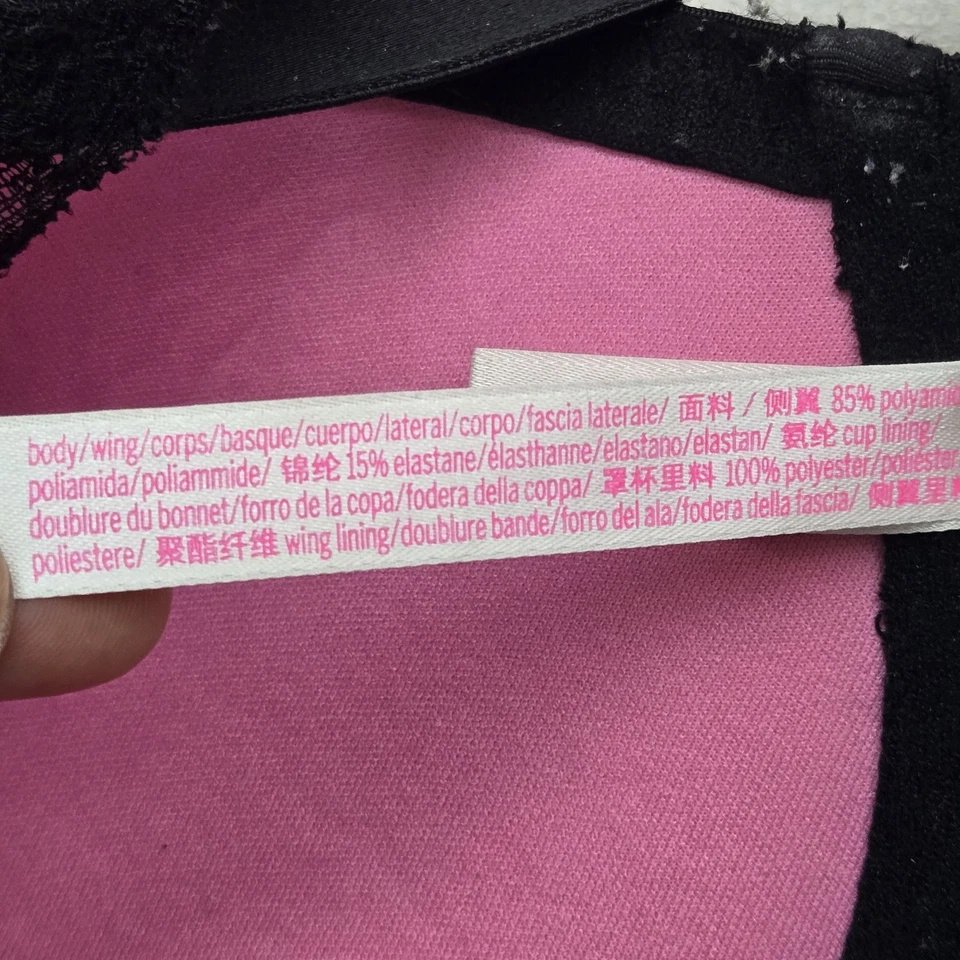 body/wing/corps/basque/cuerpo/lateral/corpo/fascia laterale/ 面料 / 侧翼 85% polyamid
poliamida/poliammide/ 锦纶 15% elastane/élasthanne/elastano/elastan/ 氨纶 cup lining/
doublure du bonnet/forro de la copa/fodera della coppa/ 罩杯里料 100% polyester/poliéster
poliestere/ 聚酯纤维 wing lining/doublure bande/forro del ala/fodera della fascia/ 侧翼里